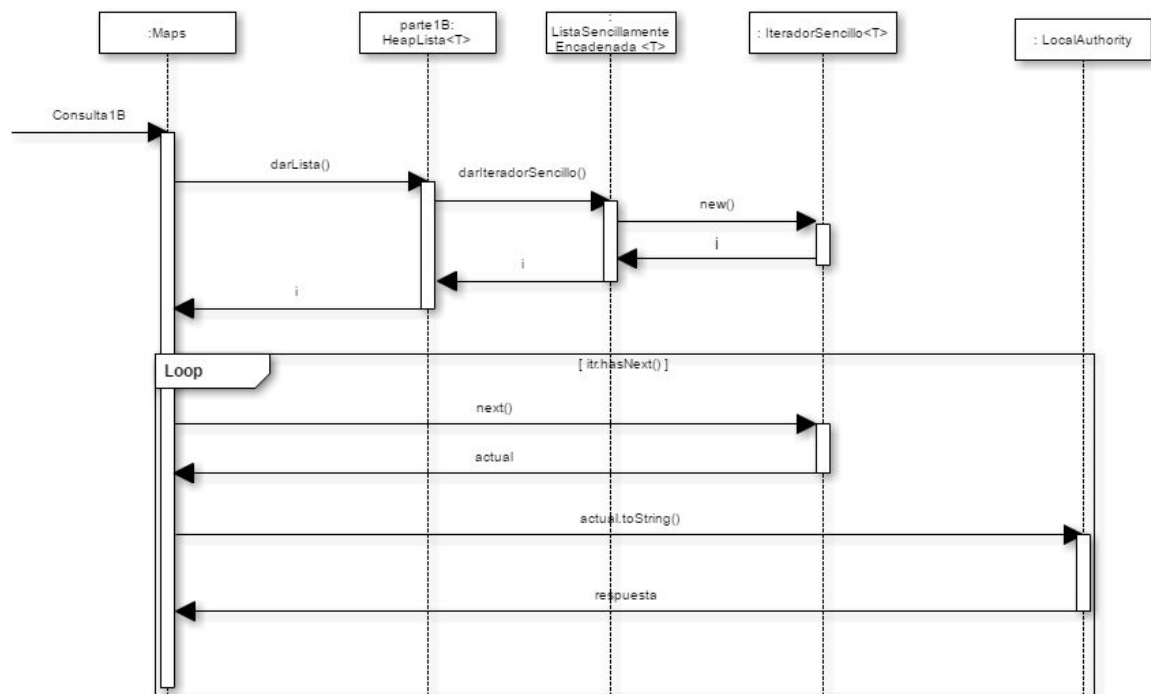 :Maps
parte1B:
HeapLista<T>
:
ListaSencillamente
Encadenada <T>
: IteradorSencillo<T>
: LocalAuthority
Consulta1B
darLista()
darIteradorSencillo()
new()
i
i
i
Loop
[ itr.hasNext() ]
next()
actual
actual.toString()
respuesta